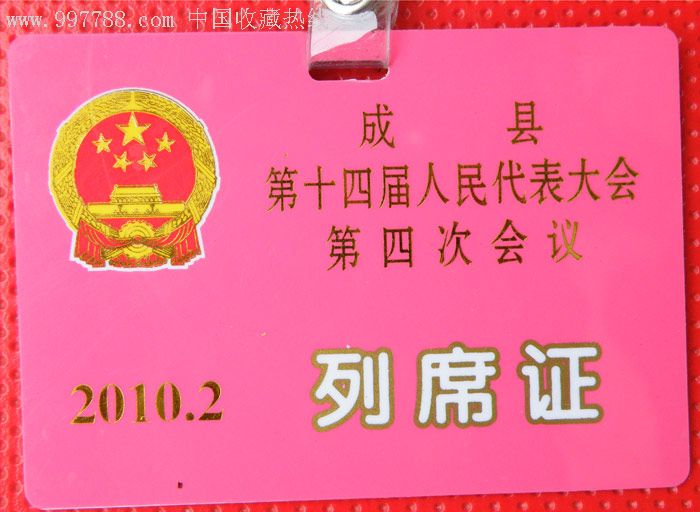 www.997788.com 中国收藏热线
成 县
第十四届人民代表大会
第四次会议
列席证
2010.2